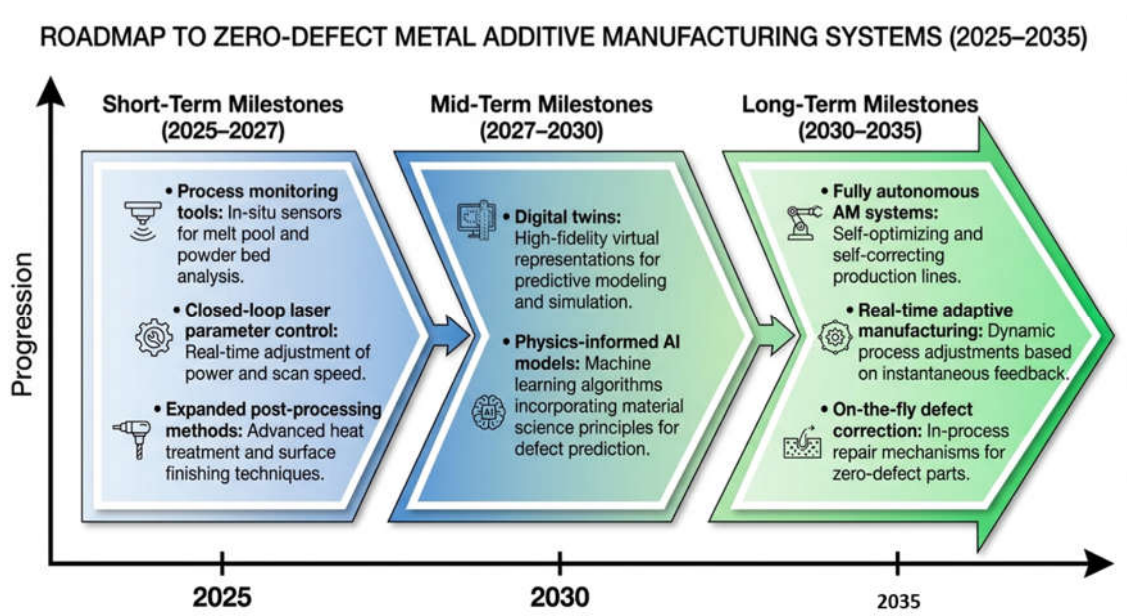 ROADMAP TO ZERO-DEFECT METAL ADDITIVE MANUFACTURING SYSTEMS (2025–2035)
Progression
Short-Term Milestones
(2025–2027)
• Process monitoring
tools: In-situ sensors
for melt pool and
powder bed
analysis.
• Closed-loop laser
parameter control:
Real-time adjustment of
power and scan speed.
• Expanded post-processing
methods: Advanced heat
treatment and surface
finishing techniques.
Mid-Term Milestones
(2027–2030)
• Digital twins:
High-fidelity virtual
representations for
predictive modeling
and simulation.
• Physics-informed AI
models: Machine
learning algorithms
incorporating material
science principles for
defect prediction.
AI
Long-Term Milestones
(2030–2035)
• Fully autonomous
AM systems:
Self-optimizing and
self-correcting
production lines.
• Real-time adaptive
manufacturing: Dynamic
process adjustments based
on instantaneous feedback.
• On-the-fly defect
correction: In-process
repair mechanisms for
zero-defect parts.
2025
2030
2035